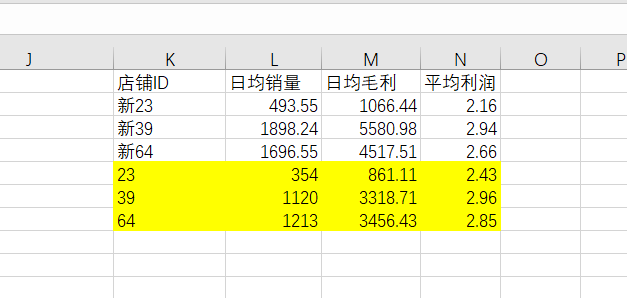 J K L M N O P
店铺ID 日均销量 日均毛利 平均利润
新23 493.55 1066.44 2.16
新39 1898.24 5580.98 2.94
新64 1696.55 4517.51 2.66
23 354 861.11 2.43
39 1120 3318.71 2.96
64 1213 3456.43 2.85